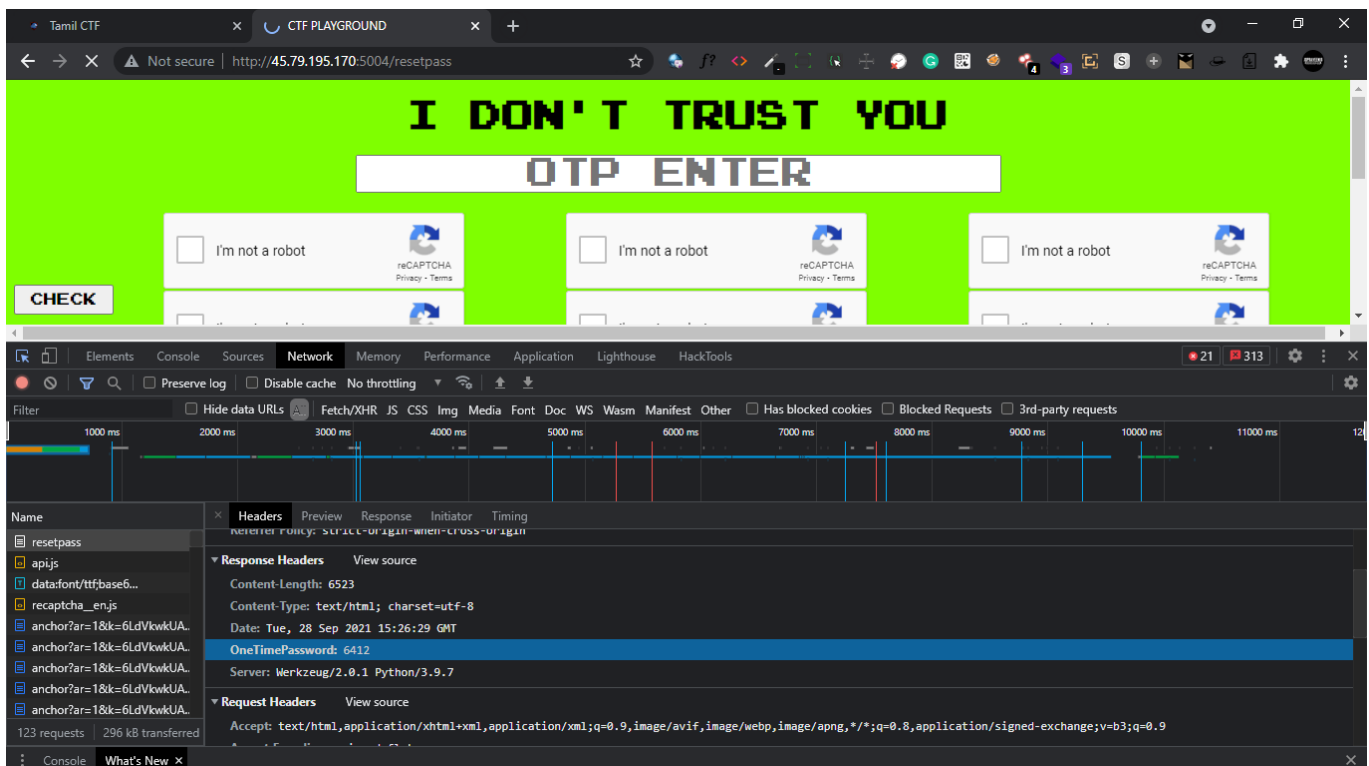 Tamil CTF × CTF PLAYGROUND × +
Not secure | http://45.79.195.170:5004/resetpass
I DON'T TRUST YOU
OTP ENTER
I'm not a robot reCAPTCHA Privacy - Terms I'm not a robot reCAPTCHA Privacy - Terms I'm not a robot reCAPTCHA Privacy - Terms
CHECK
Elements Console Sources Network Memory Performance Application Lighthouse HackTools 21 313
Preserve log Disable cache No throttling
Filter Hide data URLs All Fetch/XHR JS CSS Img Media Font Doc WS Wasm Manifest Other Has blocked cookies Blocked Requests 3rd-party requests
1000 ms 2000 ms 3000 ms 4000 ms 5000 ms 6000 ms 7000 ms 8000 ms 9000 ms 10000 ms 11000 ms 12
Name × Headers Preview Response Initiator Timing
Referrer Policy: strict-origin-when-cross-origin
resetpass
Response Headers View source
api.js
Content-Length: 6523
data:font/ttf;base6...
Content-Type: text/html; charset=utf-8
recaptcha__en.js
Date: Tue, 28 Sep 2021 15:26:29 GMT
anchor?ar=1&k=6LdVkwkUA..
OneTimePassword: 6412
anchor?ar=1&k=6LdVkwkUA..
Server: Werkzeug/2.0.1 Python/3.9.7
anchor?ar=1&k=6LdVkwkUA..
anchor?ar=1&k=6LdVkwkUA..
Request Headers View source
anchor?ar=1&k=6LdVkwkUA..
Accept: text/html,application/xhtml+xml,application/xml;q=0.9,image/avif,image/webp,image/apng,*/*;q=0.8,application/signed-exchange;v=b3;q=0.9
123 requests 296 kB transferred
Console What's New ×